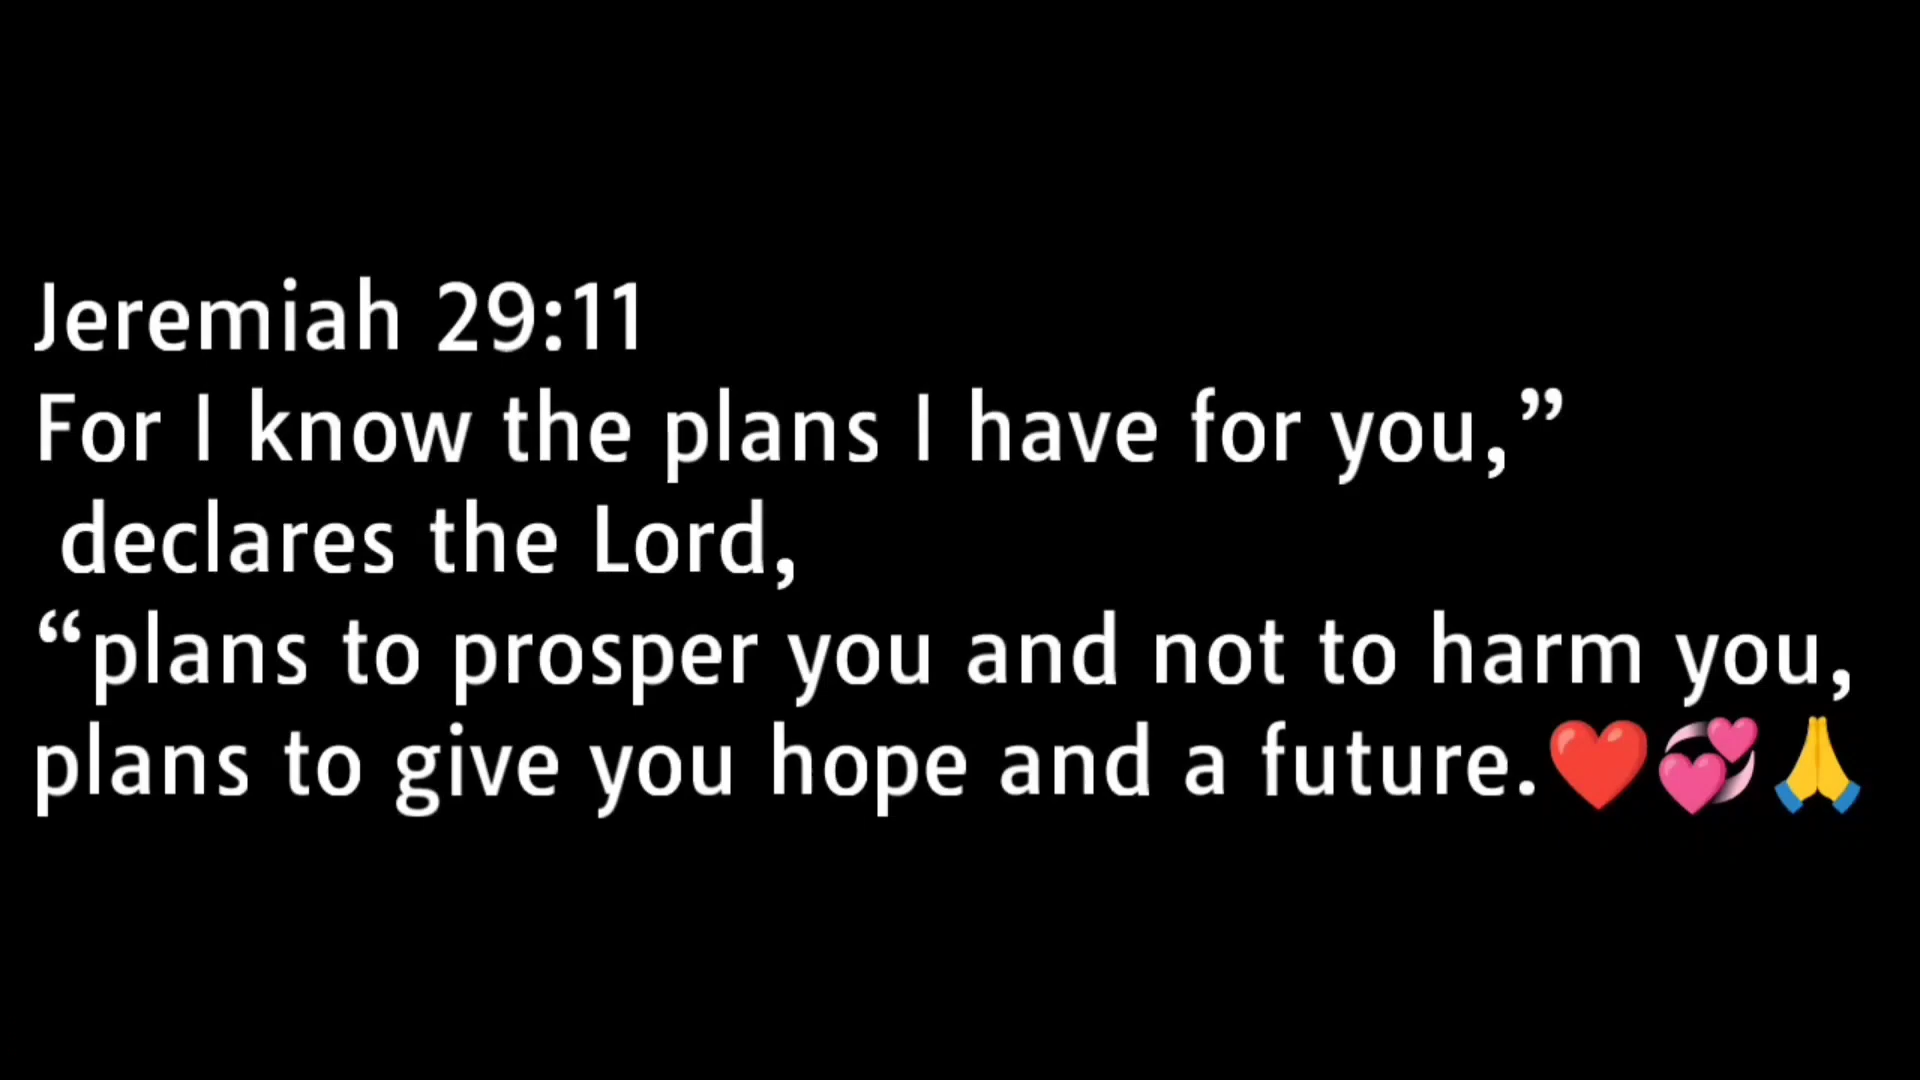 Jeremiah 29:11
For I know the plans I have for you,”
declares the Lord,
“plans to prosper you and not to harm you,
plans to give you hope and a future.❤️💞🙏